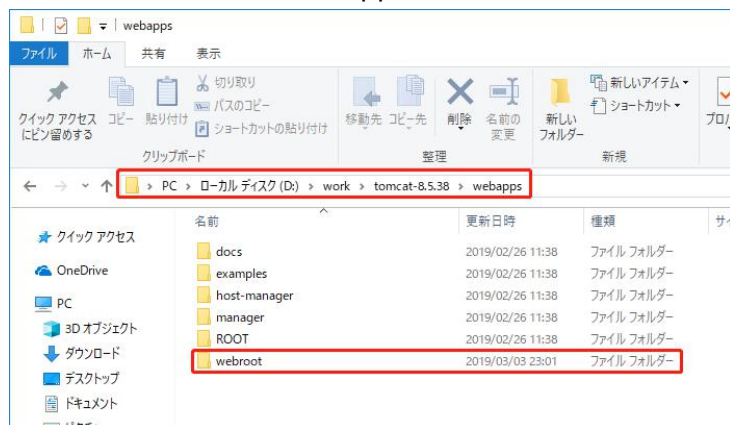 webapps
ファイル ホーム 共有 表示
クイック アクセス
にピン留めする
コピー
貼り付け
切り取り
パスのコピー
ショートカットの貼り付け
クリップボード
移動先
コピー先
削除
名前の
変更
整理
新しい
フォルダー
新しいアイテム
ショートカット
新規
PC › ローカル ディスク (D:) › work › tomcat-8.5.38 › webapps
名前 更新日時 種類
クイック アクセス
OneDrive
PC
3D オブジェクト
ダウンロード
デスクトップ
ドキュメント
docs 2019/02/26 11:38 ファイル フォルダー
examples 2019/02/26 11:38 ファイル フォルダー
host-manager 2019/02/26 11:38 ファイル フォルダー
manager 2019/02/26 11:38 ファイル フォルダー
ROOT 2019/02/26 11:38 ファイル フォルダー
webroot 2019/03/03 23:01 ファイル フォルダー